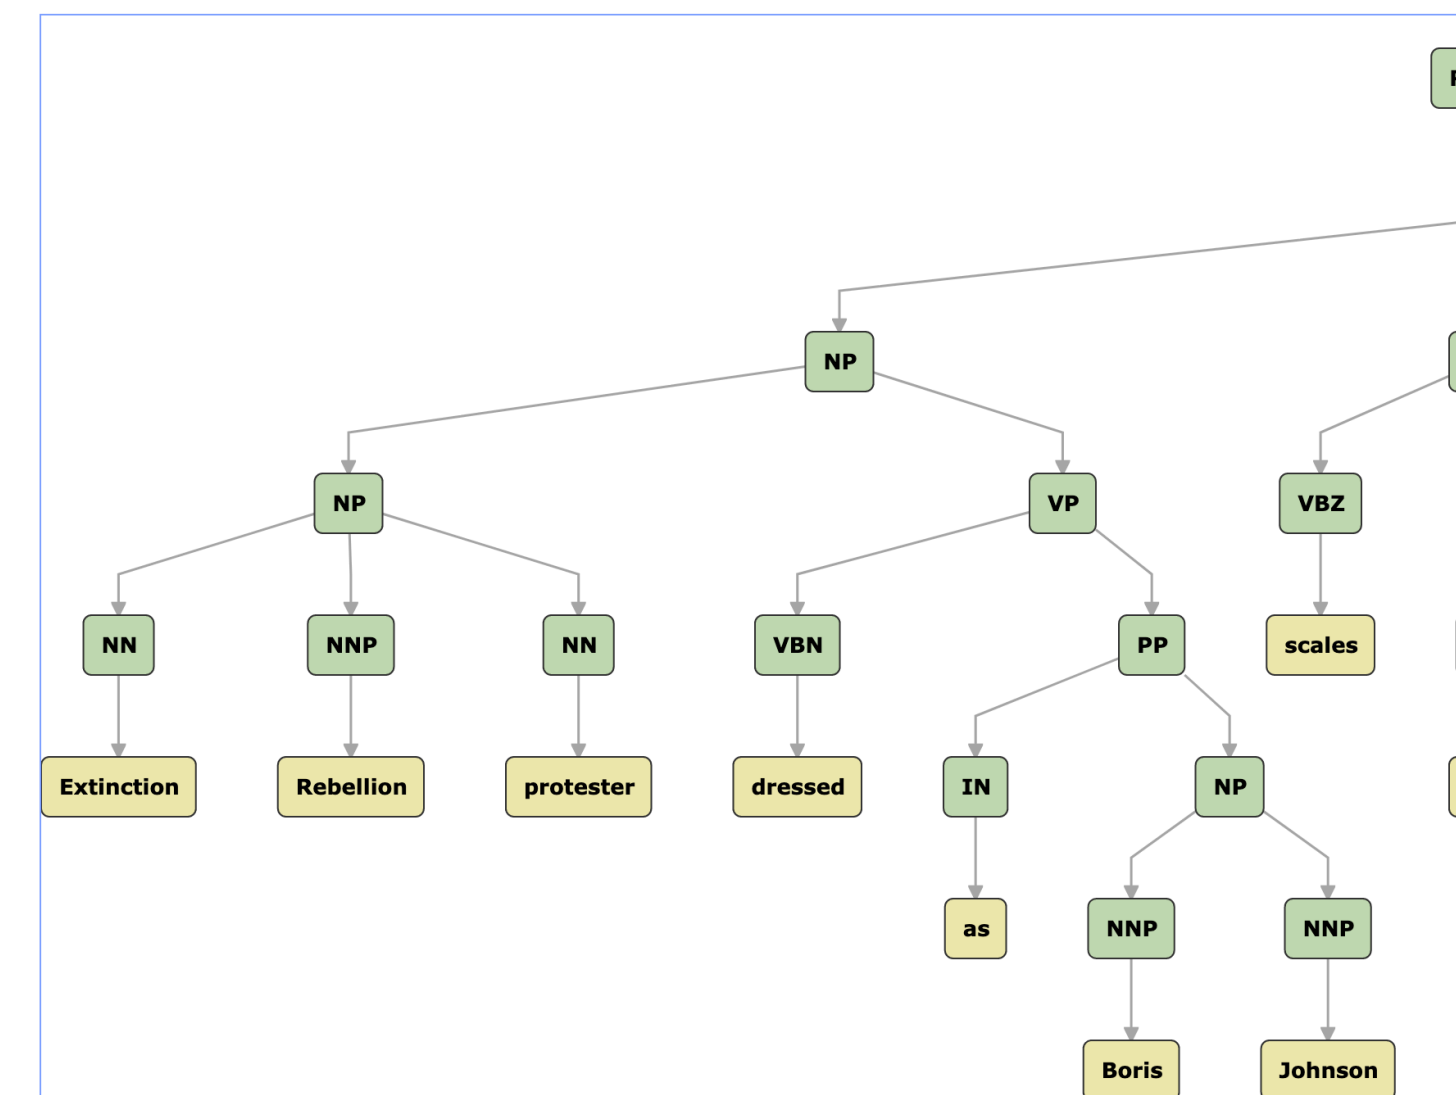 NP
NP
VP
VBZ
NN
NNP
NN
VBN
PP
scales
Extinction
Rebellion
protester
dressed
IN
NP
as
NNP
NNP
Boris
Johnson